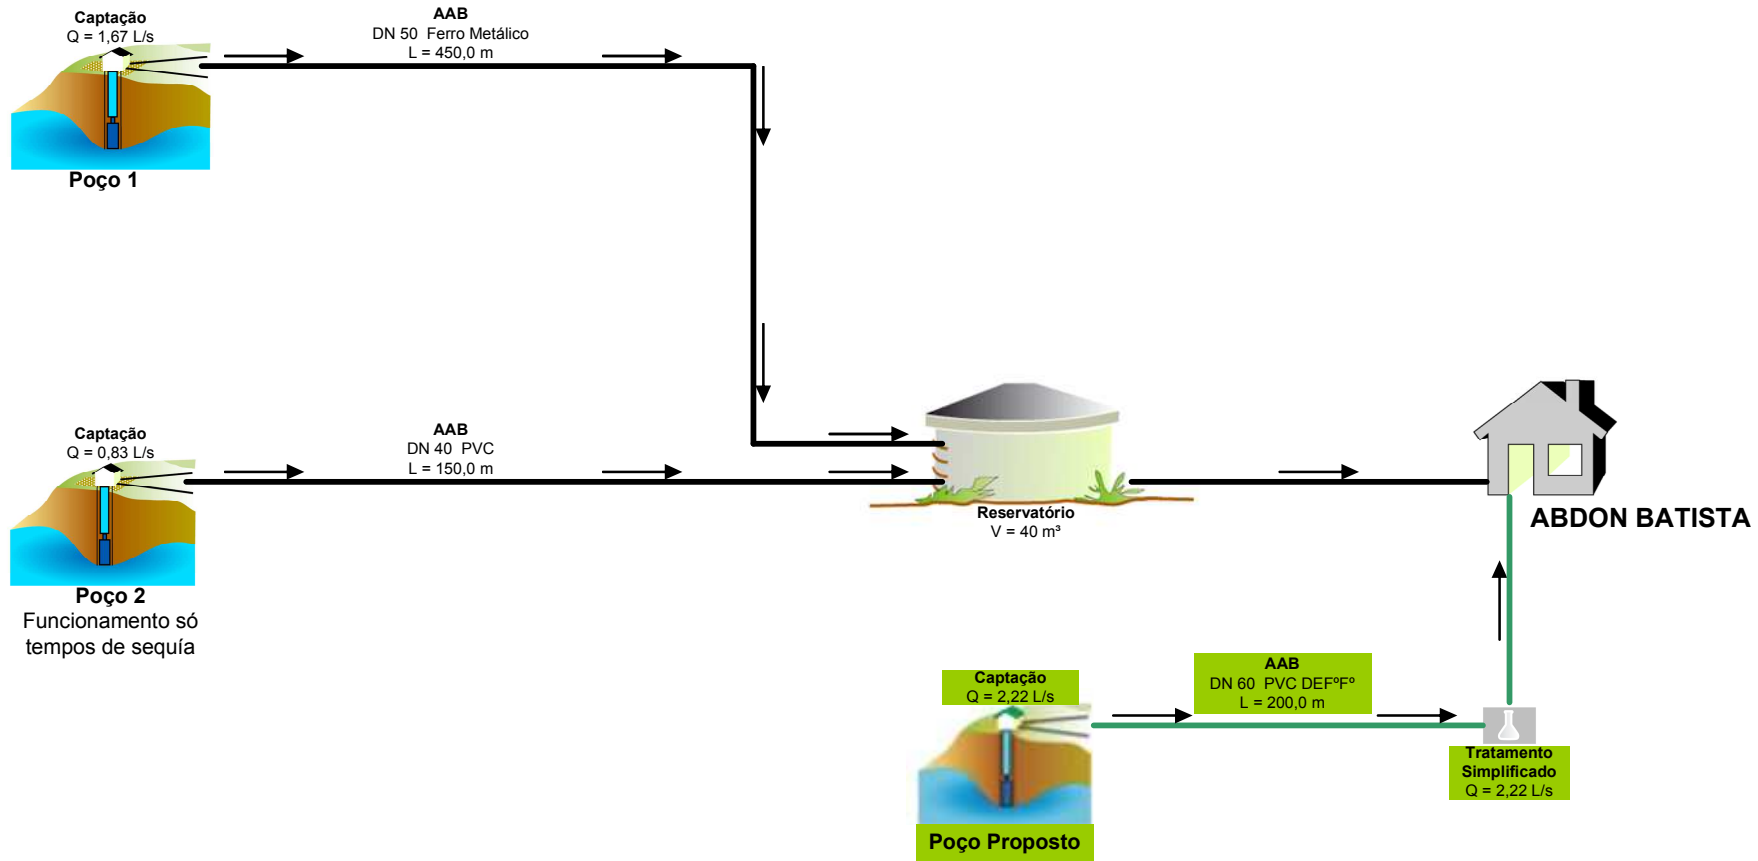 Captação
Q = 1,67 L/s
AAB
DN 50  Ferro Metálico
L = 450,0 m
Poço 1
Captação
Q = 0,83 L/s
AAB
DN 40  PVC
L = 150,0 m
Poço 2
Funcionamento só
tempos de sequía
Reservatório
V = 40 m³
ABDON BATISTA
Captação
Q = 2,22 L/s
AAB
DN 60  PVC DEFºFº
L = 200,0 m
Tratamento
Simplificado
Q = 2,22 L/s
Poço Proposto